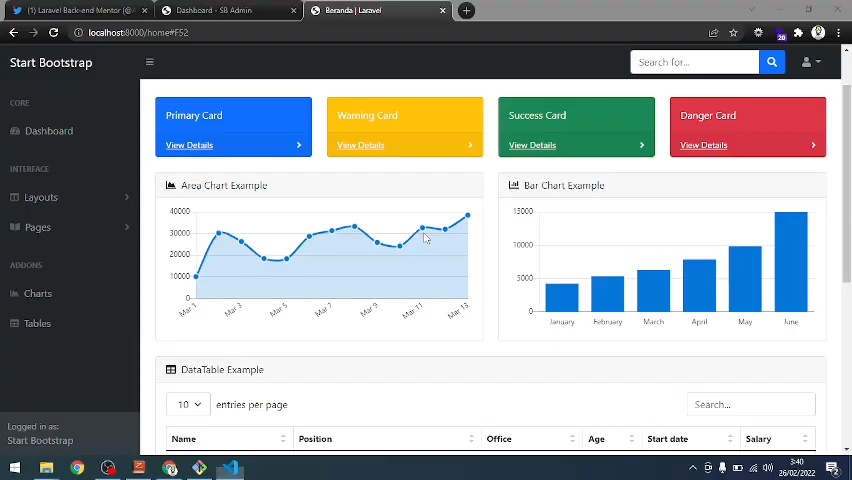 (1) Laravel Back-end Mentor (@A
Dashboard - SB Admin
Beranda | Laravel
localhost:8000/home#F52
20
Start Bootstrap
Search for...
CORE
Dashboard
INTERFACE
Layouts
Pages
ADDONS
Charts
Tables
Logged in as:
Start Bootstrap
Primary Card
Warning Card
Success Card
Danger Card
View Details
View Details
View Details
View Details
Area Chart Example
40000
30000
20000
10000
0
Mar 1
Mar 3
Mar 5
Mar 7
Mar 9
Mar 11
Mar 13
Bar Chart Example
15000
10000
5000
0
January
February
March
April
May
June
DataTable Example
10 entries per page
Search...
Name Position Office Age Start date Salary
3:40
26/02/2022
2